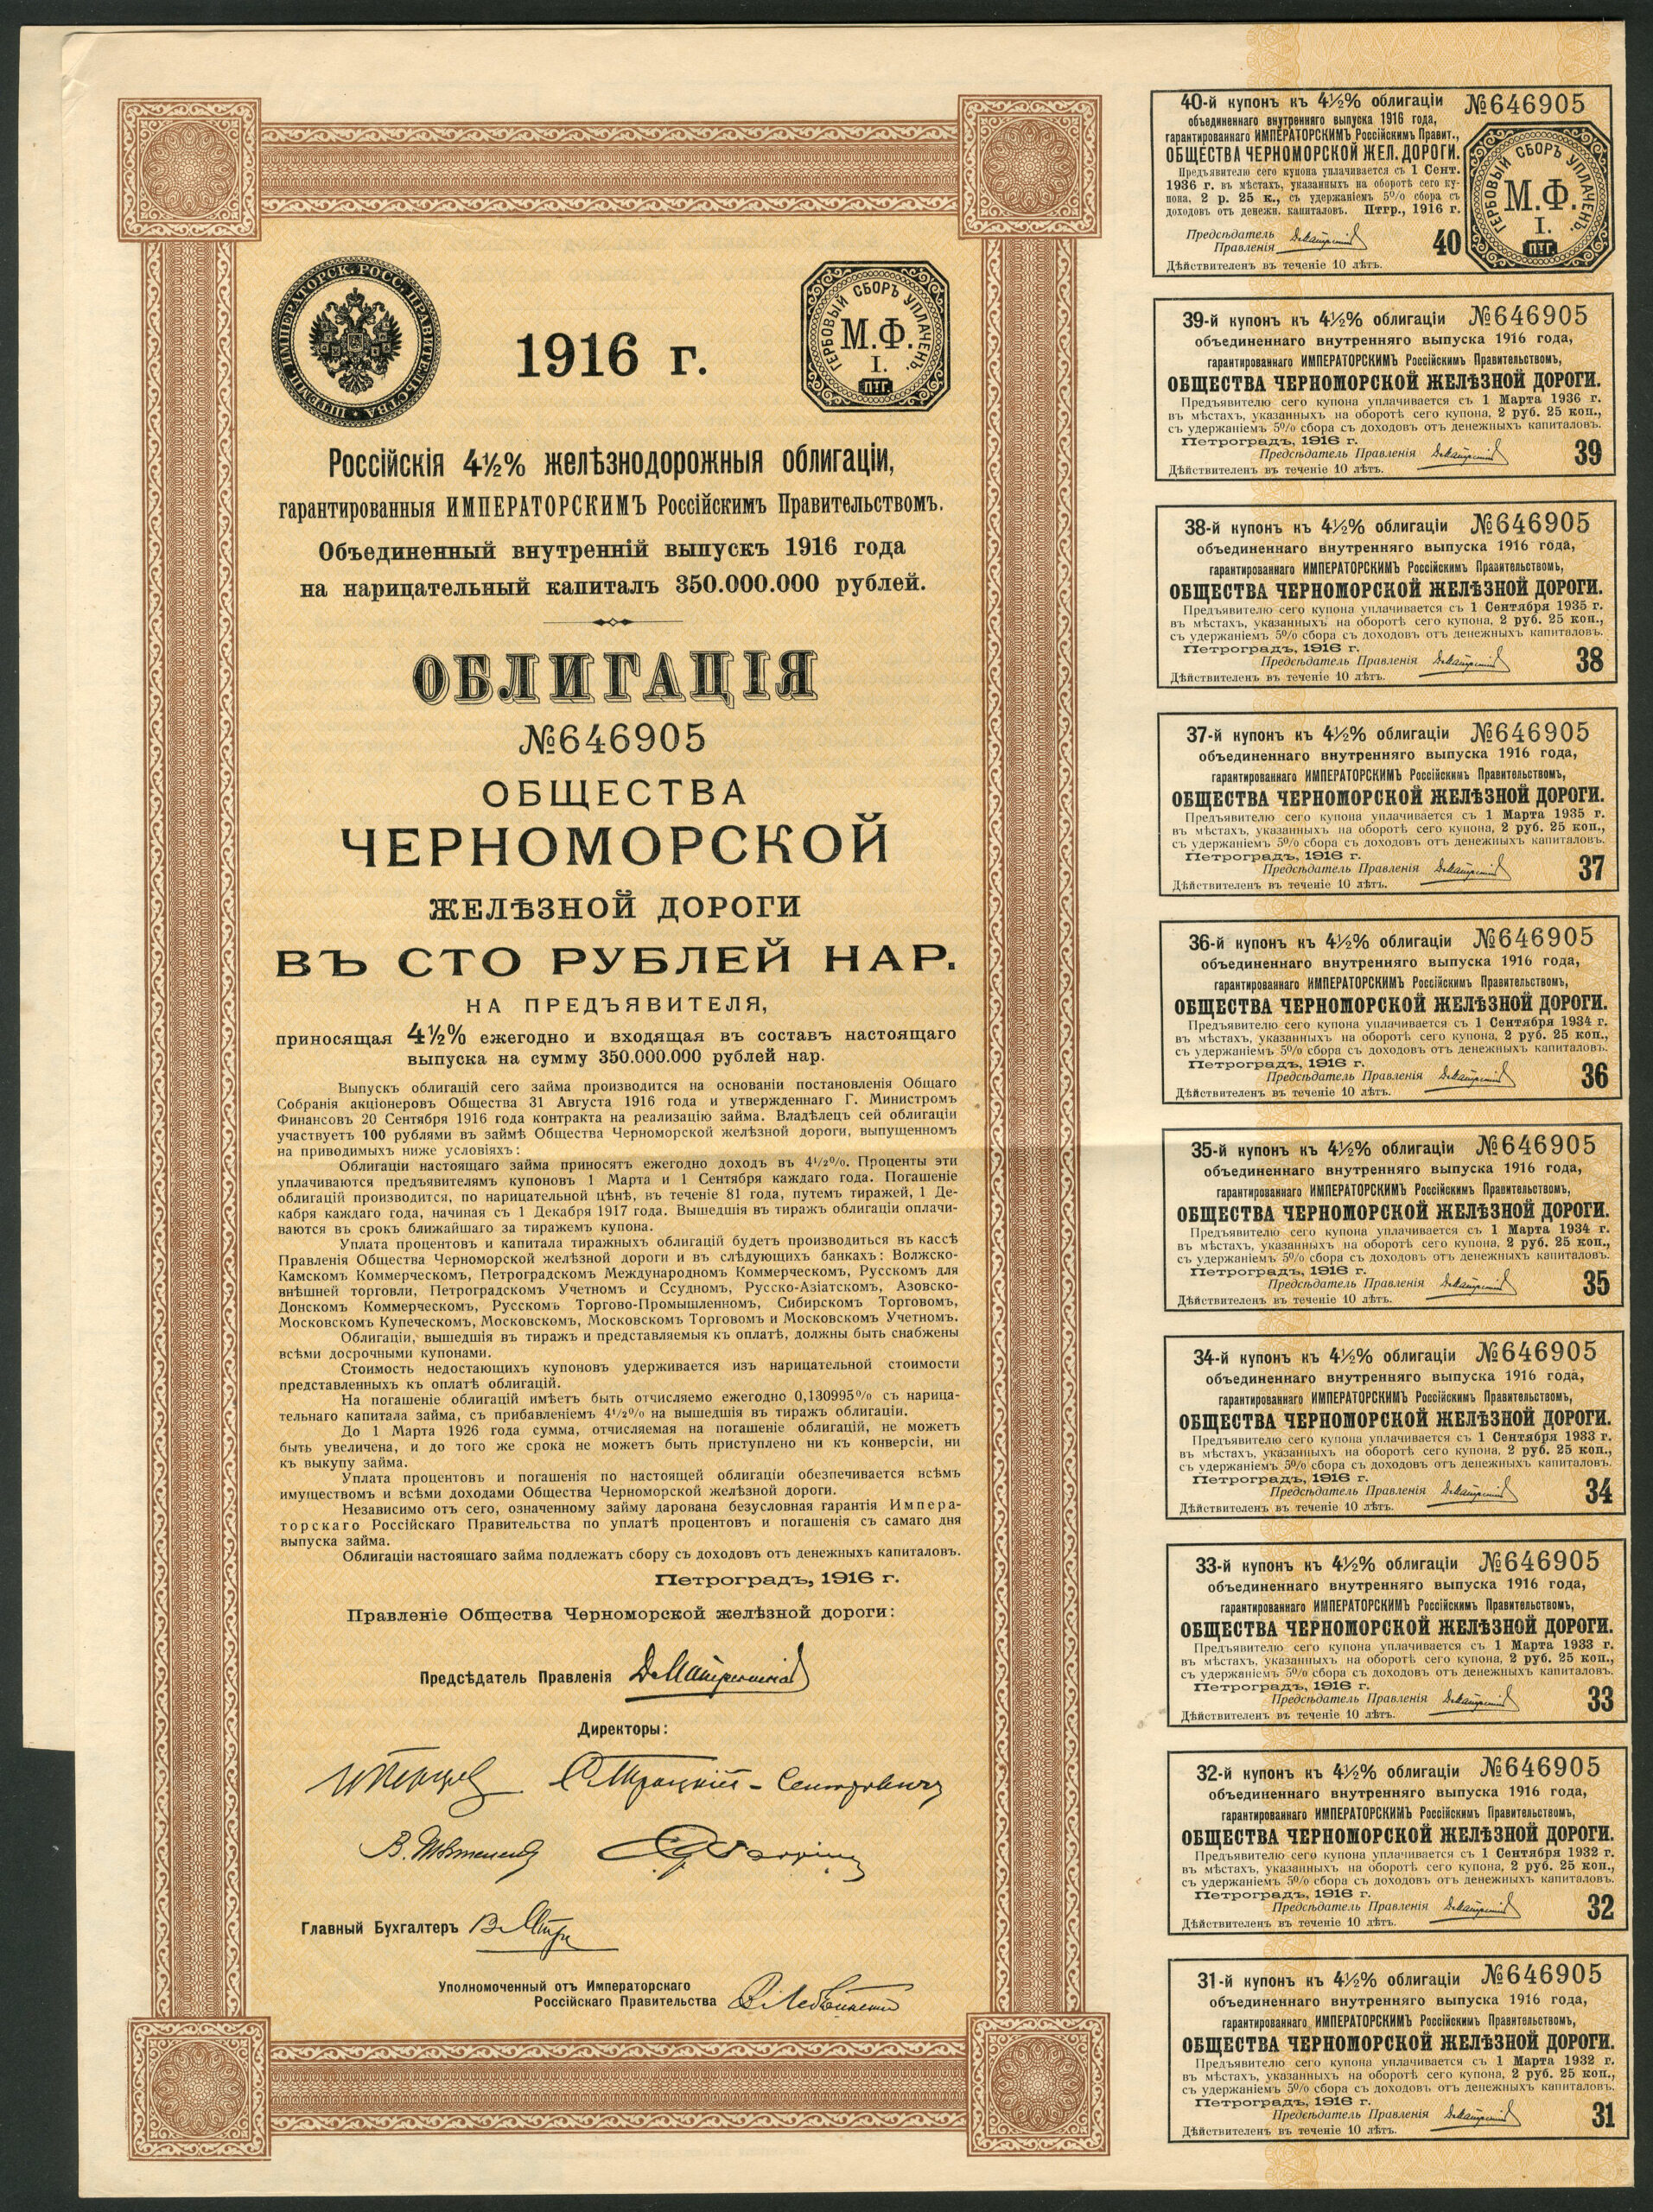 ПЕЧАТЬ ИМПЕРАТОРСК. РОСС. ПРАВИТЕЛЬСТВА
1916 г.
ГЕРБОВЫЙ СБОРЪ УПЛАЧЕНЪ.
М.Ф.
I.
ПТГ.
Россійскія 4½% желѣзнодорожныя облигаціи,
гарантированныя ИМПЕРАТОРСКИМЪ Россійскимъ Правительствомъ.
Объединенный внутренній выпускъ 1916 года
на нарицательный капиталъ 350.000.000 рублей.
ОБЛИГАЦІЯ
№646905
ОБЩЕСТВА
ЧЕРНОМОРСКОЙ
ЖЕЛѢЗНОЙ ДОРОГИ
ВЪ СТО РУБЛЕЙ НАР.
НА ПРЕДЪЯВИТЕЛЯ,
приносящая 4½% ежегодно и входящая въ составъ настоящаго
выпуска на сумму 350.000.000 рублей нар.
Выпускъ облигацій сего займа производится на основаніи постановленія Общаго
Собранія акціонеровъ Общества 31 Августа 1916 года и утвержденнаго Г. Министромъ
Финансовъ 20 Сентября 1916 года контракта на реализацію займа. Владѣлецъ сей облигаціи
участвуетъ 100 рублями въ займѣ Общества Черноморской желѣзной дороги, выпущенномъ
на приводимыхъ ниже условіяхъ:
Облигаціи настоящаго займа приносятъ ежегодно доходъ въ 4½%. Проценты эти
уплачиваются предъявителямъ купоновъ 1 Марта и 1 Сентября каждаго года. Погашеніе
облигацій производится, по нарицательной цѣнѣ, въ теченіе 81 года, путемъ тиражей, 1 Де-
кабря каждаго года, начиная съ 1 Декабря 1917 года. Вышедшія въ тиражъ облигаціи оплачи-
ваются въ срокъ ближайшаго за тиражемъ купона.
Уплата процентовъ и капитала тиражныхъ облигацій будетъ производиться въ кассѣ
Правленія Общества Черноморской желѣзной дороги и въ слѣдующихъ банкахъ: Волжско-
Камскомъ Коммерческомъ, Петроградскомъ Международномъ Коммерческомъ, Русскомъ для
внѣшней торговли, Петроградскомъ Учетномъ и Ссудномъ, Русско-Азіатскомъ, Азовско-
Донскомъ Коммерческомъ, Русскомъ Торгово-Промышленномъ, Сибирскомъ Торговомъ,
Московскомъ Купеческомъ, Московскомъ, Московскомъ Торговомъ и Московскомъ Учетномъ.
Облигаціи, вышедшія въ тиражъ и представляемыя къ оплатѣ, должны быть снабжены
всѣми досрочными купонами.
Стоимость недостающихъ купоновъ удерживается изъ нарицательной стоимости
представленныхъ къ оплатѣ облигацій.
На погашеніе облигацій имѣетъ быть отчисляемо ежегодно 0,130995% съ нарица-
тельнаго капитала займа, съ прибавленіемъ 4½% на вышедшія въ тиражъ облигаціи.
До 1 Марта 1926 года сумма, отчисляемая на погашеніе облигацій, не можетъ
быть увеличена, и до того же срока не можетъ быть приступлено ни къ конверсіи, ни
къ выкупу займа.
Уплата процентовъ и погашенія по настоящей облигаціи обезпечивается всѣмъ
имуществомъ и всѣми доходами Общества Черноморской желѣзной дороги.
Независимо отъ сего, означенному займу дарована безусловная гарантія Импера-
торскаго Россійскаго Правительства по уплатѣ процентовъ и погашенія съ самаго дня
выпуска займа.
Облигаціи настоящаго займа подлежатъ сбору съ доходовъ отъ денежныхъ капиталовъ.
Петроградъ, 1916 г.
Правленіе Общества Черноморской желѣзной дороги:
Предсѣдатель Правленія
Директоры:
Главный Бухгалтеръ
Уполномоченный отъ Императорскаго
Россійскаго Правительства
40-й купонъ къ 4½% облигаціи №646905
объединеннаго внутренняго выпуска 1916 года,
гарантированнаго ИМПЕРАТОРСКИМЪ Россійскимъ Правит.,
ОБЩЕСТВА ЧЕРНОМОРСКОЙ ЖЕЛ. ДОРОГИ.
Предъявителю сего купона уплачивается съ 1 Сент.
1936 г. въ мѣстахъ, указанныхъ на оборотѣ сего ку-
пона, 2 р. 25 к., съ удержаніемъ 5% сбора съ
доходовъ отъ денежн. капиталовъ. Птгр., 1916 г.
Предсѣдатель
Правленія
40
Дѣйствителенъ въ теченіе 10 лѣтъ.
ГЕРБОВЫЙ СБОРЪ УПЛАЧЕНЪ.
М.Ф.
I.
ПТГ
39-й купонъ къ 4½% облигаціи №646905
объединеннаго внутренняго выпуска 1916 года,
гарантированнаго ИМПЕРАТОРСКИМЪ Россійскимъ Правительствомъ,
ОБЩЕСТВА ЧЕРНОМОРСКОЙ ЖЕЛѢЗНОЙ ДОРОГИ.
Предъявителю сего купона уплачивается съ 1 Марта 1936 г.
въ мѣстахъ, указанныхъ на оборотѣ сего купона, 2 руб. 25 коп.,
съ удержаніемъ 5% сбора съ доходовъ отъ денежныхъ капиталовъ.
Петроградъ, 1916 г.
Предсѣдатель Правленія
39
Дѣйствителенъ въ теченіе 10 лѣтъ.
38-й купонъ къ 4½% облигаціи №646905
объединеннаго внутренняго выпуска 1916 года,
гарантированнаго ИМПЕРАТОРСКИМЪ Россійскимъ Правительствомъ,
ОБЩЕСТВА ЧЕРНОМОРСКОЙ ЖЕЛѢЗНОЙ ДОРОГИ.
Предъявителю сего купона уплачивается съ 1 Сентября 1935 г.
въ мѣстахъ, указанныхъ на оборотѣ сего купона, 2 руб. 25 коп.,
съ удержаніемъ 5% сбора съ доходовъ отъ денежныхъ капиталовъ.
Петроградъ, 1916 г.
Предсѣдатель Правленія
38
Дѣйствителенъ въ теченіе 10 лѣтъ.
37-й купонъ къ 4½% облигаціи №646905
объединеннаго внутренняго выпуска 1916 года,
гарантированнаго ИМПЕРАТОРСКИМЪ Россійскимъ Правительствомъ,
ОБЩЕСТВА ЧЕРНОМОРСКОЙ ЖЕЛѢЗНОЙ ДОРОГИ.
Предъявителю сего купона уплачивается съ 1 Марта 1935 г.
въ мѣстахъ, указанныхъ на оборотѣ сего купона, 2 руб. 25 коп.,
съ удержаніемъ 5% сбора съ доходовъ отъ денежныхъ капиталовъ.
Петроградъ, 1916 г.
Предсѣдатель Правленія
37
Дѣйствителенъ въ теченіе 10 лѣтъ.
36-й купонъ къ 4½% облигаціи №646905
объединеннаго внутренняго выпуска 1916 года,
гарантированнаго ИМПЕРАТОРСКИМЪ Россійскимъ Правительствомъ,
ОБЩЕСТВА ЧЕРНОМОРСКОЙ ЖЕЛѢЗНОЙ ДОРОГИ.
Предъявителю сего купона уплачивается съ 1 Сентября 1934 г.
въ мѣстахъ, указанныхъ на оборотѣ сего купона, 2 руб. 25 коп.,
съ удержаніемъ 5% сбора съ доходовъ отъ денежныхъ капиталовъ.
Петроградъ, 1916 г.
Предсѣдатель Правленія
36
Дѣйствителенъ въ теченіе 10 лѣтъ.
35-й купонъ къ 4½% облигаціи №646905
объединеннаго внутренняго выпуска 1916 года,
гарантированнаго ИМПЕРАТОРСКИМЪ Россійскимъ Правительствомъ,
ОБЩЕСТВА ЧЕРНОМОРСКОЙ ЖЕЛѢЗНОЙ ДОРОГИ.
Предъявителю сего купона уплачивается съ 1 Марта 1934 г.
въ мѣстахъ, указанныхъ на оборотѣ сего купона, 2 руб. 25 коп.,
съ удержаніемъ 5% сбора съ доходовъ отъ денежныхъ капиталовъ.
Петроградъ, 1916 г.
Предсѣдатель Правленія
35
Дѣйствителенъ въ теченіе 10 лѣтъ.
34-й купонъ къ 4½% облигаціи №646905
объединеннаго внутренняго выпуска 1916 года,
гарантированнаго ИМПЕРАТОРСКИМЪ Россійскимъ Правительствомъ,
ОБЩЕСТВА ЧЕРНОМОРСКОЙ ЖЕЛѢЗНОЙ ДОРОГИ.
Предъявителю сего купона уплачивается съ 1 Сентября 1933 г.
въ мѣстахъ, указанныхъ на оборотѣ сего купона, 2 руб. 25 коп.,
съ удержаніемъ 5% сбора съ доходовъ отъ денежныхъ капиталовъ.
Петроградъ, 1916 г.
Предсѣдатель Правленія
34
Дѣйствителенъ въ теченіе 10 лѣтъ.
33-й купонъ къ 4½% облигаціи №646905
объединеннаго внутренняго выпуска 1916 года,
гарантированнаго ИМПЕРАТОРСКИМЪ Россійскимъ Правительствомъ,
ОБЩЕСТВА ЧЕРНОМОРСКОЙ ЖЕЛѢЗНОЙ ДОРОГИ.
Предъявителю сего купона уплачивается съ 1 Марта 1933 г.
въ мѣстахъ, указанныхъ на оборотѣ сего купона, 2 руб. 25 коп.,
съ удержаніемъ 5% сбора съ доходовъ отъ денежныхъ капиталовъ.
Петроградъ, 1916 г.
Предсѣдатель Правленія
33
Дѣйствителенъ въ теченіе 10 лѣтъ.
32-й купонъ къ 4½% облигаціи №646905
объединеннаго внутренняго выпуска 1916 года,
гарантированнаго ИМПЕРАТОРСКИМЪ Россійскимъ Правительствомъ,
ОБЩЕСТВА ЧЕРНОМОРСКОЙ ЖЕЛѢЗНОЙ ДОРОГИ.
Предъявителю сего купона уплачивается съ 1 Сентября 1932 г.
въ мѣстахъ, указанныхъ на оборотѣ сего купона, 2 руб. 25 коп.,
съ удержаніемъ 5% сбора съ доходовъ отъ денежныхъ капиталовъ.
Петроградъ, 1916 г.
Предсѣдатель Правленія
32
Дѣйствителенъ въ теченіе 10 лѣтъ.
31-й купонъ къ 4½% облигаціи №646905
объединеннаго внутренняго выпуска 1916 года,
гарантированнаго ИМПЕРАТОРСКИМЪ Россійскимъ Правительствомъ,
ОБЩЕСТВА ЧЕРНОМОРСКОЙ ЖЕЛѢЗНОЙ ДОРОГИ.
Предъявителю сего купона уплачивается съ 1 Марта 1932 г.
въ мѣстахъ, указанныхъ на оборотѣ сего купона, 2 руб. 25 коп.,
съ удержаніемъ 5% сбора съ доходовъ отъ денежныхъ капиталовъ.
Петроградъ, 1916 г.
Предсѣдатель Правленія
31
Дѣйствителенъ въ теченіе 10 лѣтъ.